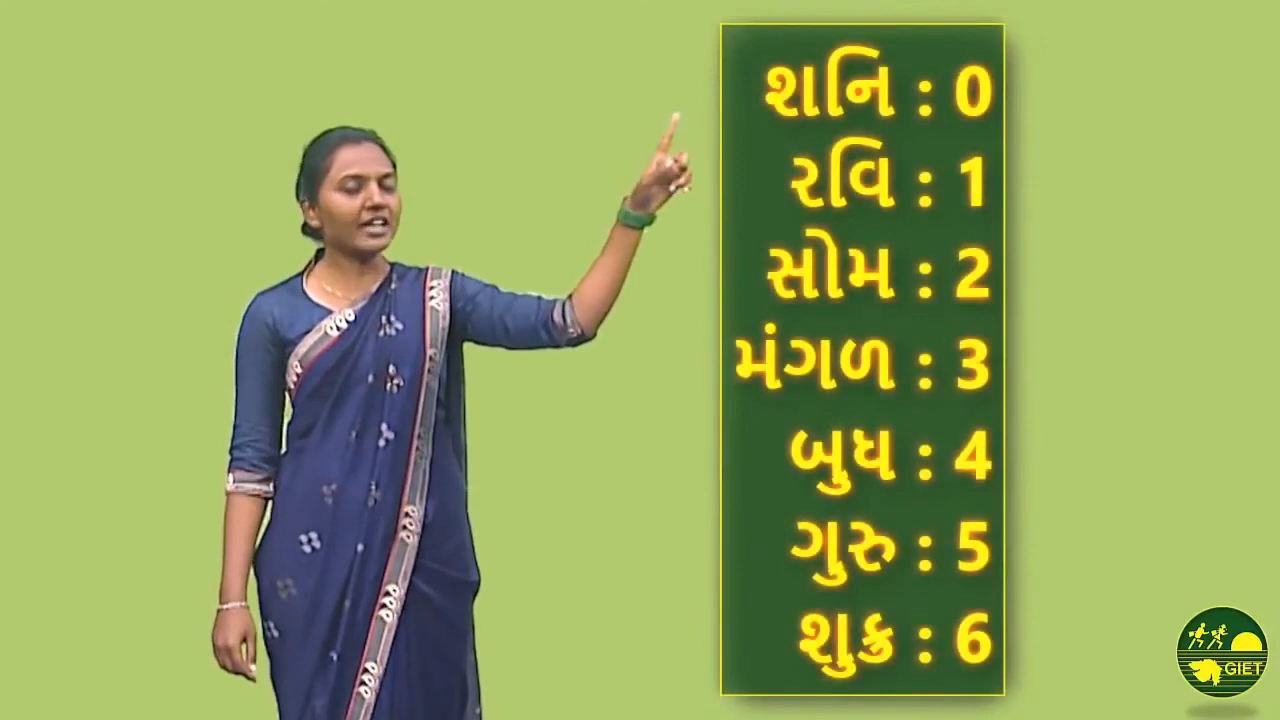 શનિ : 0
રવિ : 1
સોમ : 2
મંગળ : 3
બુધ : 4
ગુરુ : 5
શુક્ર : 6
GIET